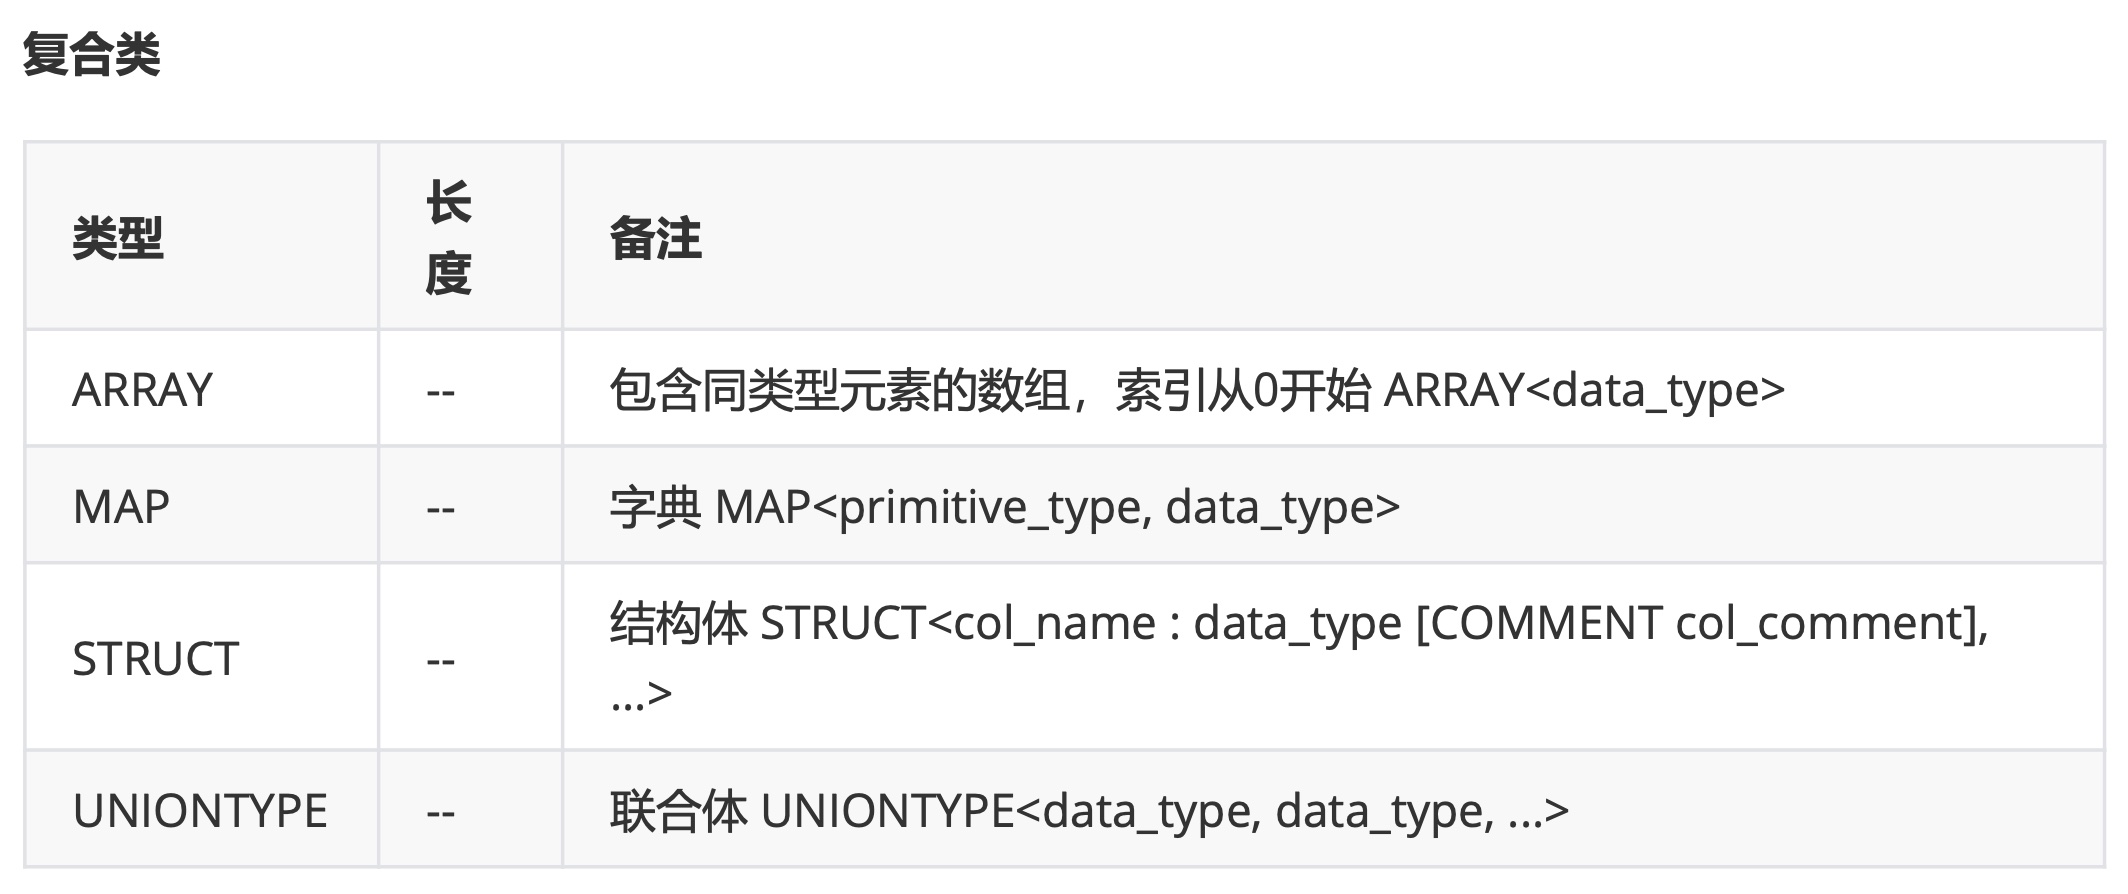 复合类
类型 长度 备注
ARRAY -- 包含同类型元素的数组，索引从0开始 ARRAY<data_type>
MAP -- 字典 MAP<primitive_type, data_type>
STRUCT -- 结构体 STRUCT<col_name : data_type [COMMENT col_comment],
...>
UNIONTYPE -- 联合体 UNIONTYPE<data_type, data_type, ...>